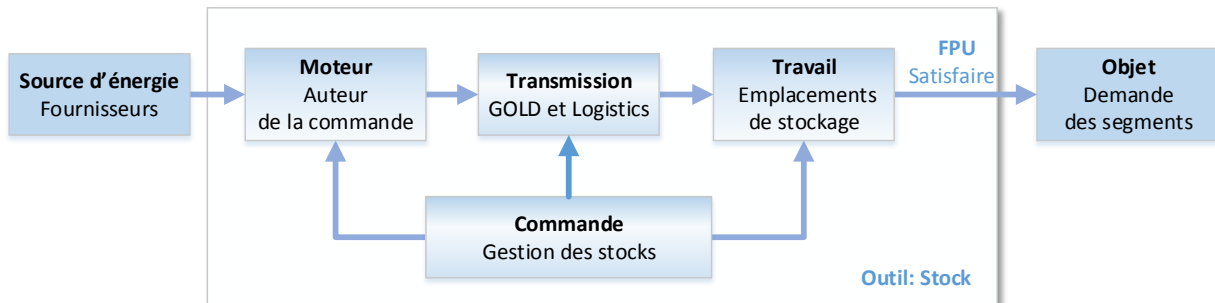 Source d’énergie
Fournisseurs
Moteur
Auteur
de la commande
Transmission
GOLD et Logistics
Travail
Emplacements
de stockage
FPU
Satisfaire
Objet
Demande
des segments
Commande
Gestion des stocks
Outil: Stock